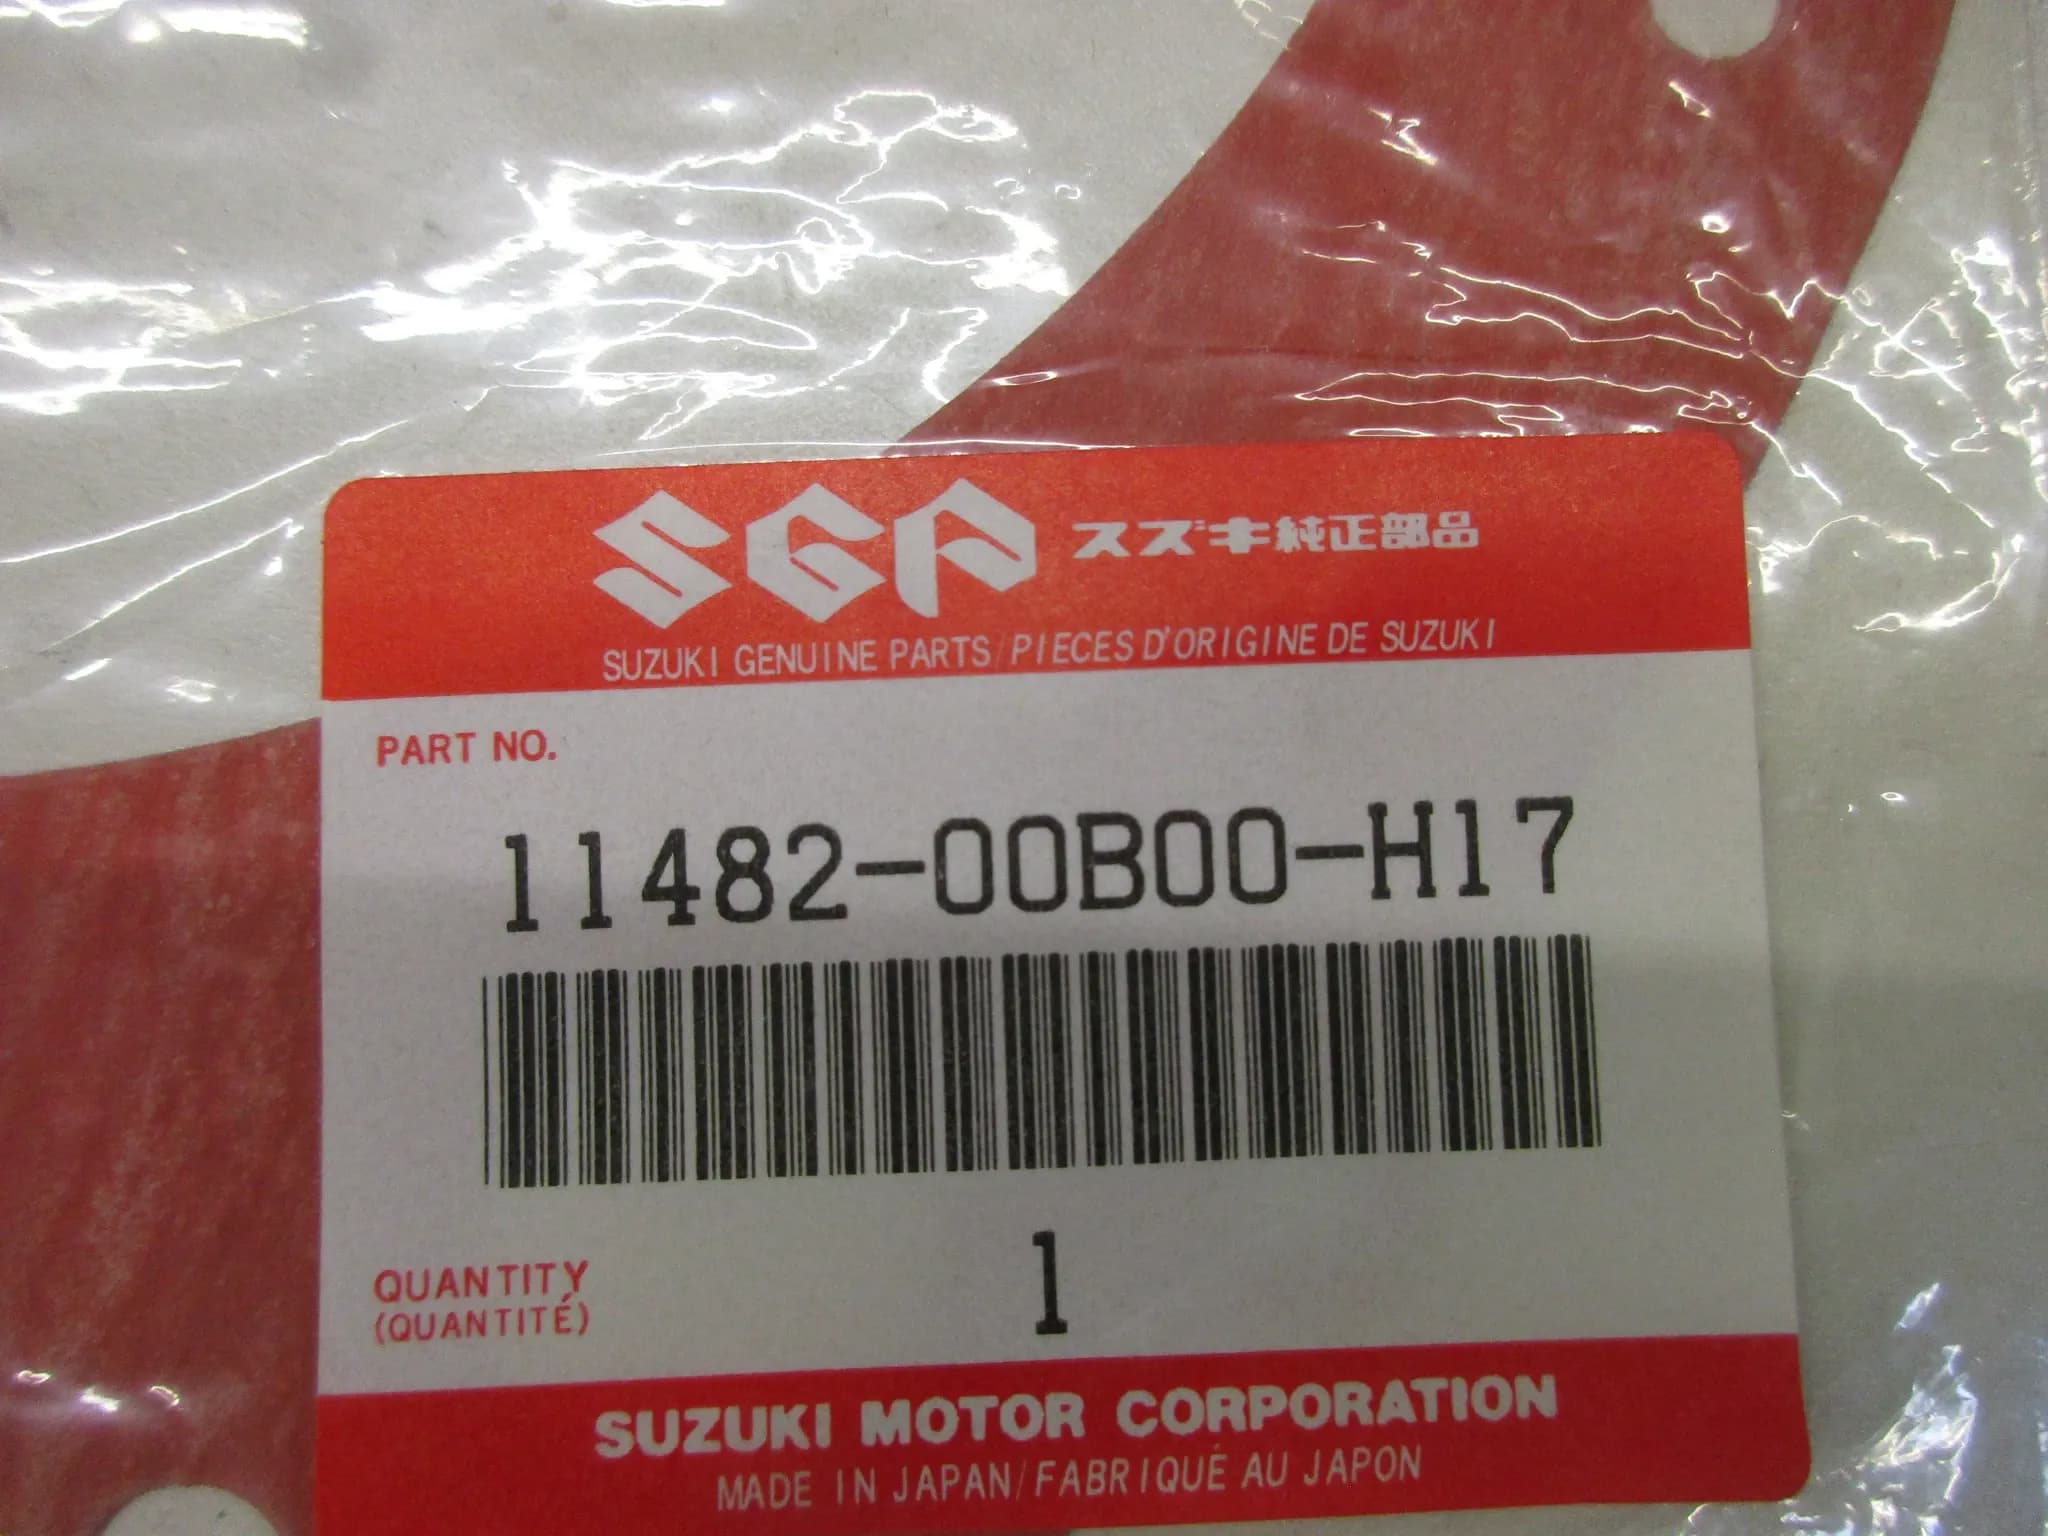 SGP スズキ純正部品
SUZUKI GENUINE PARTS/PIECES D'ORIGINE DE SUZUKI
PART NO.
11482-00B00-H17
QUANTITY 1
(QUANTITÉ)
SUZUKI MOTOR CORPORATION
MADE IN JAPAN/FABRIQUÉ AU JAPON